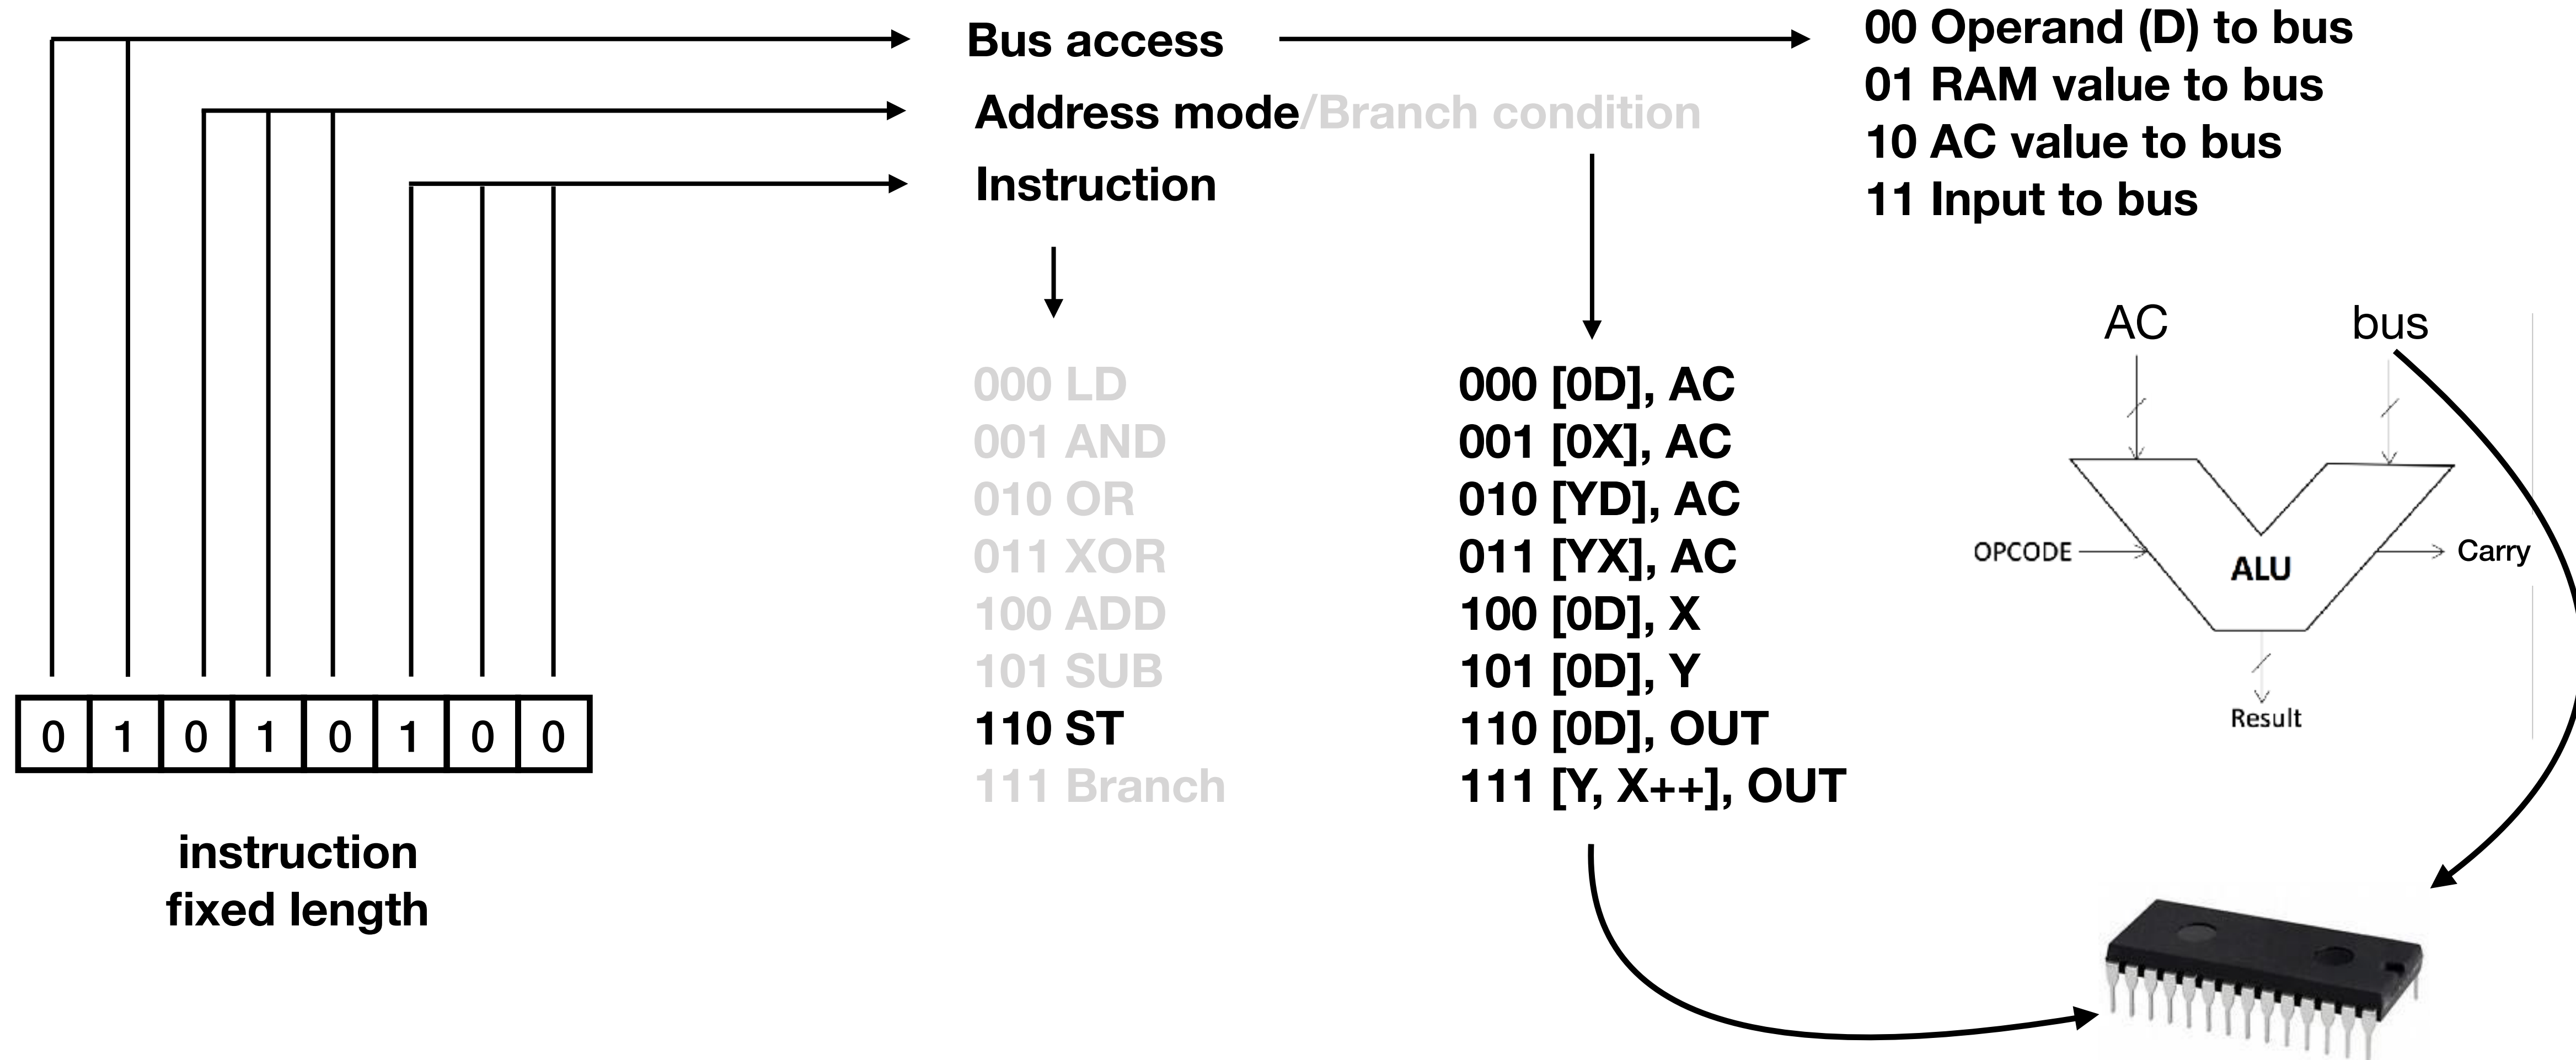 Bus access
Address mode/Branch condition
Instruction
00 Operand (D) to bus
01 RAM value to bus
10 AC value to bus
11 Input to bus
000 LD
001 AND
010 OR
011 XOR
100 ADD
101 SUB
110 ST
111 Branch
000 [0D], AC
001 [0X], AC
010 [YD], AC
011 [YX], AC
100 [0D], X
101 [0D], Y
110 [0D], OUT
111 [Y, X++], OUT
AC
bus
OPCODE
ALU
Carry
Result
0 1 0 1 0 1 0 0
instruction
fixed length